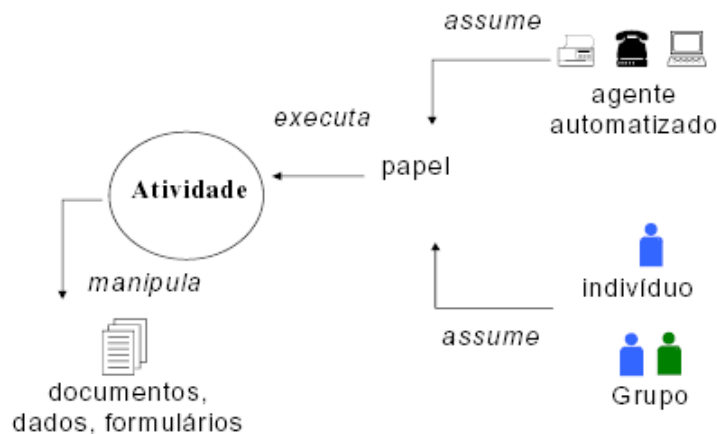 assume
agente
automatizado
executa
papel
Atividade
manipula
indivíduo
assume
documentos,
dados, formulários
Grupo